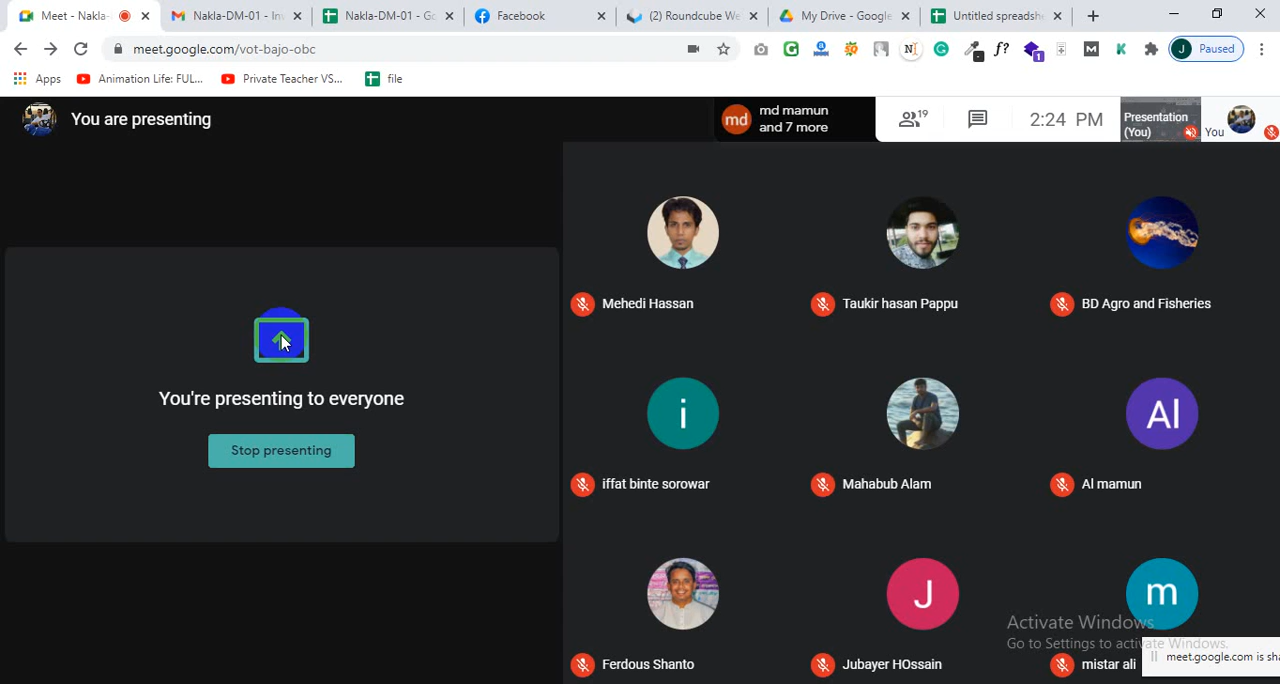 Meet - Nakla-
Nakla-DM-01 - In
Nakla-DM-01 - Go
Facebook
(2) Roundcube We
My Drive - Google
Untitled spreadshe
meet.google.com/vot-bajo-obc
Paused
Apps
Animation Life: FUL...
Private Teacher VS...
file
You are presenting
md
md mamun
and 7 more
19
2:24 PM
Presentation
(You)
You
Mehedi Hassan
Taukir hasan Pappu
BD Agro and Fisheries
You're presenting to everyone
Stop presenting
i
Al
iffat binte sorowar
Mahabub Alam
Al mamun
J
m
Activate Windows
Go to Settings to activate Windows.
Ferdous Shanto
Jubayer HOssain
mistar ali
meet.google.com is sha